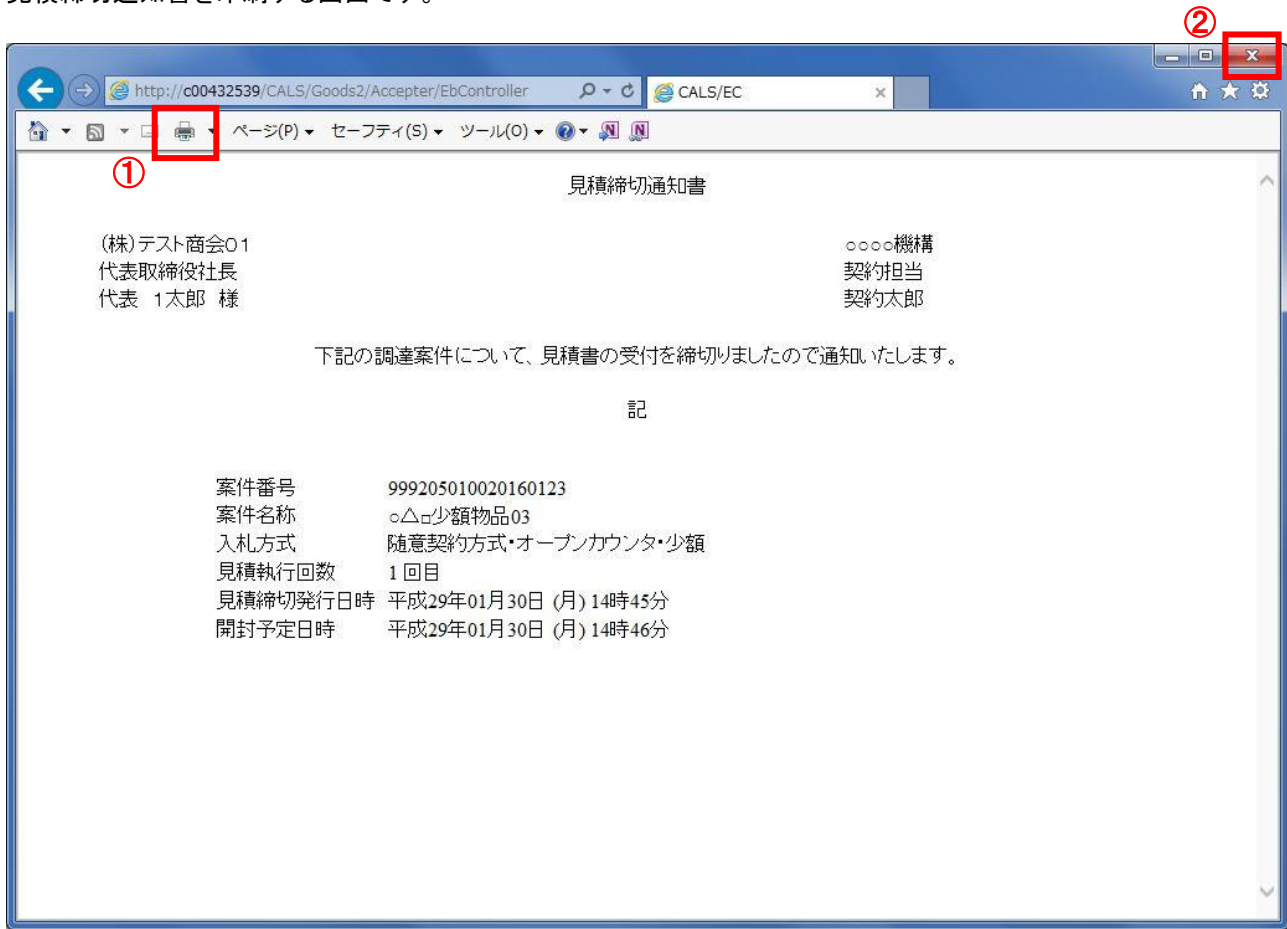 見積締切通知書を印刷する画面です。
②
http://c00432539/CALS/Goods2/Accepter/EbController
CALS/EC
ページ(P) セーフティ(S) ツール(O)
①
見積締切通知書
(株)テスト商会01 ○○○○機構
代表取締役社長 契約担当
代表 1太郎 様 契約太郎
下記の調達案件について、見積書の受付を締切りましたので通知いたします。
記
案件番号 999205010020160123
案件名称 ○△□少額物品03
入札方式 随意契約方式・オープンカウンタ・少額
見積執行回数 1 回目
見積締切発行日時 平成29年01月30日 (月) 14時45分
開封予定日時 平成29年01月30日 (月) 14時46分